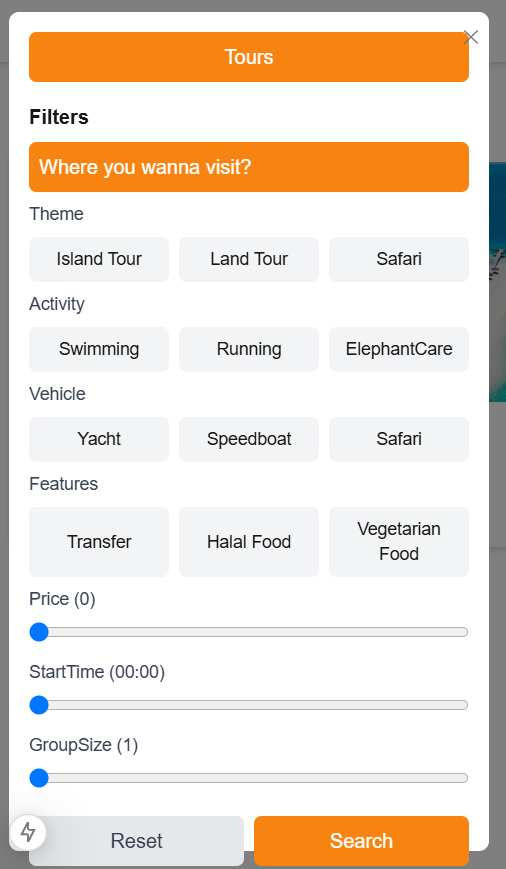 Tours
Filters
Where you wanna visit?
Theme
Island Tour
Land Tour
Safari
Activity
Swimming
Running
ElephantCare
Vehicle
Yacht
Speedboat
Safari
Features
Transfer
Halal Food
Vegetarian
Food
Price (0)
StartTime (00:00)
GroupSize (1)
Reset
Search